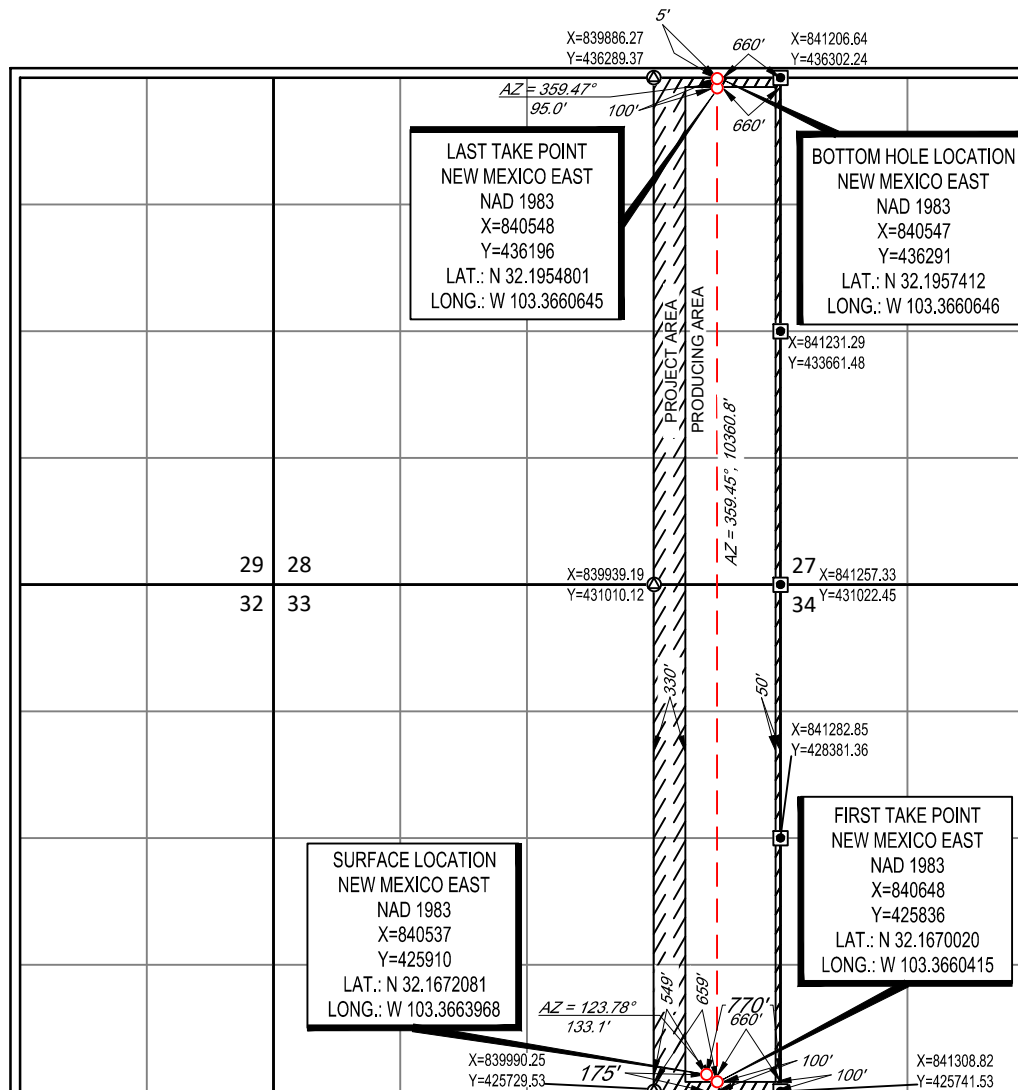 5'
X=839886.27
Y=436289.37
660'
X=841206.64
Y=436302.24
AZ = 359.47°
95.0'
100'
660'
LAST TAKE POINT
NEW MEXICO EAST
NAD 1983
X=840548
Y=436196
LAT.: N 32.1954801
LONG.: W 103.3660645
BOTTOM HOLE LOCATION
NEW MEXICO EAST
NAD 1983
X=840547
Y=436291
LAT.: N 32.1957412
LONG.: W 103.3660646
PROJECT AREA
PRODUCING AREA
X=841231.29
Y=433661.48
AZ = 359.45°, 10360.8'
29 28
32 33
X=839939.19
Y=431010.12
27
34
X=841257.33
Y=431022.45
330'
50'
X=841282.85
Y=428381.36
SURFACE LOCATION
NEW MEXICO EAST
NAD 1983
X=840537
Y=425910
LAT.: N 32.1672081
LONG.: W 103.3663968
FIRST TAKE POINT
NEW MEXICO EAST
NAD 1983
X=840648
Y=425836
LAT.: N 32.1670020
LONG.: W 103.3660415
AZ = 123.78°
133.1'
549'
659'
770'
660'
X=839990.25
Y=425729.53
175'
100'
100'
X=841308.82
Y=425741.53